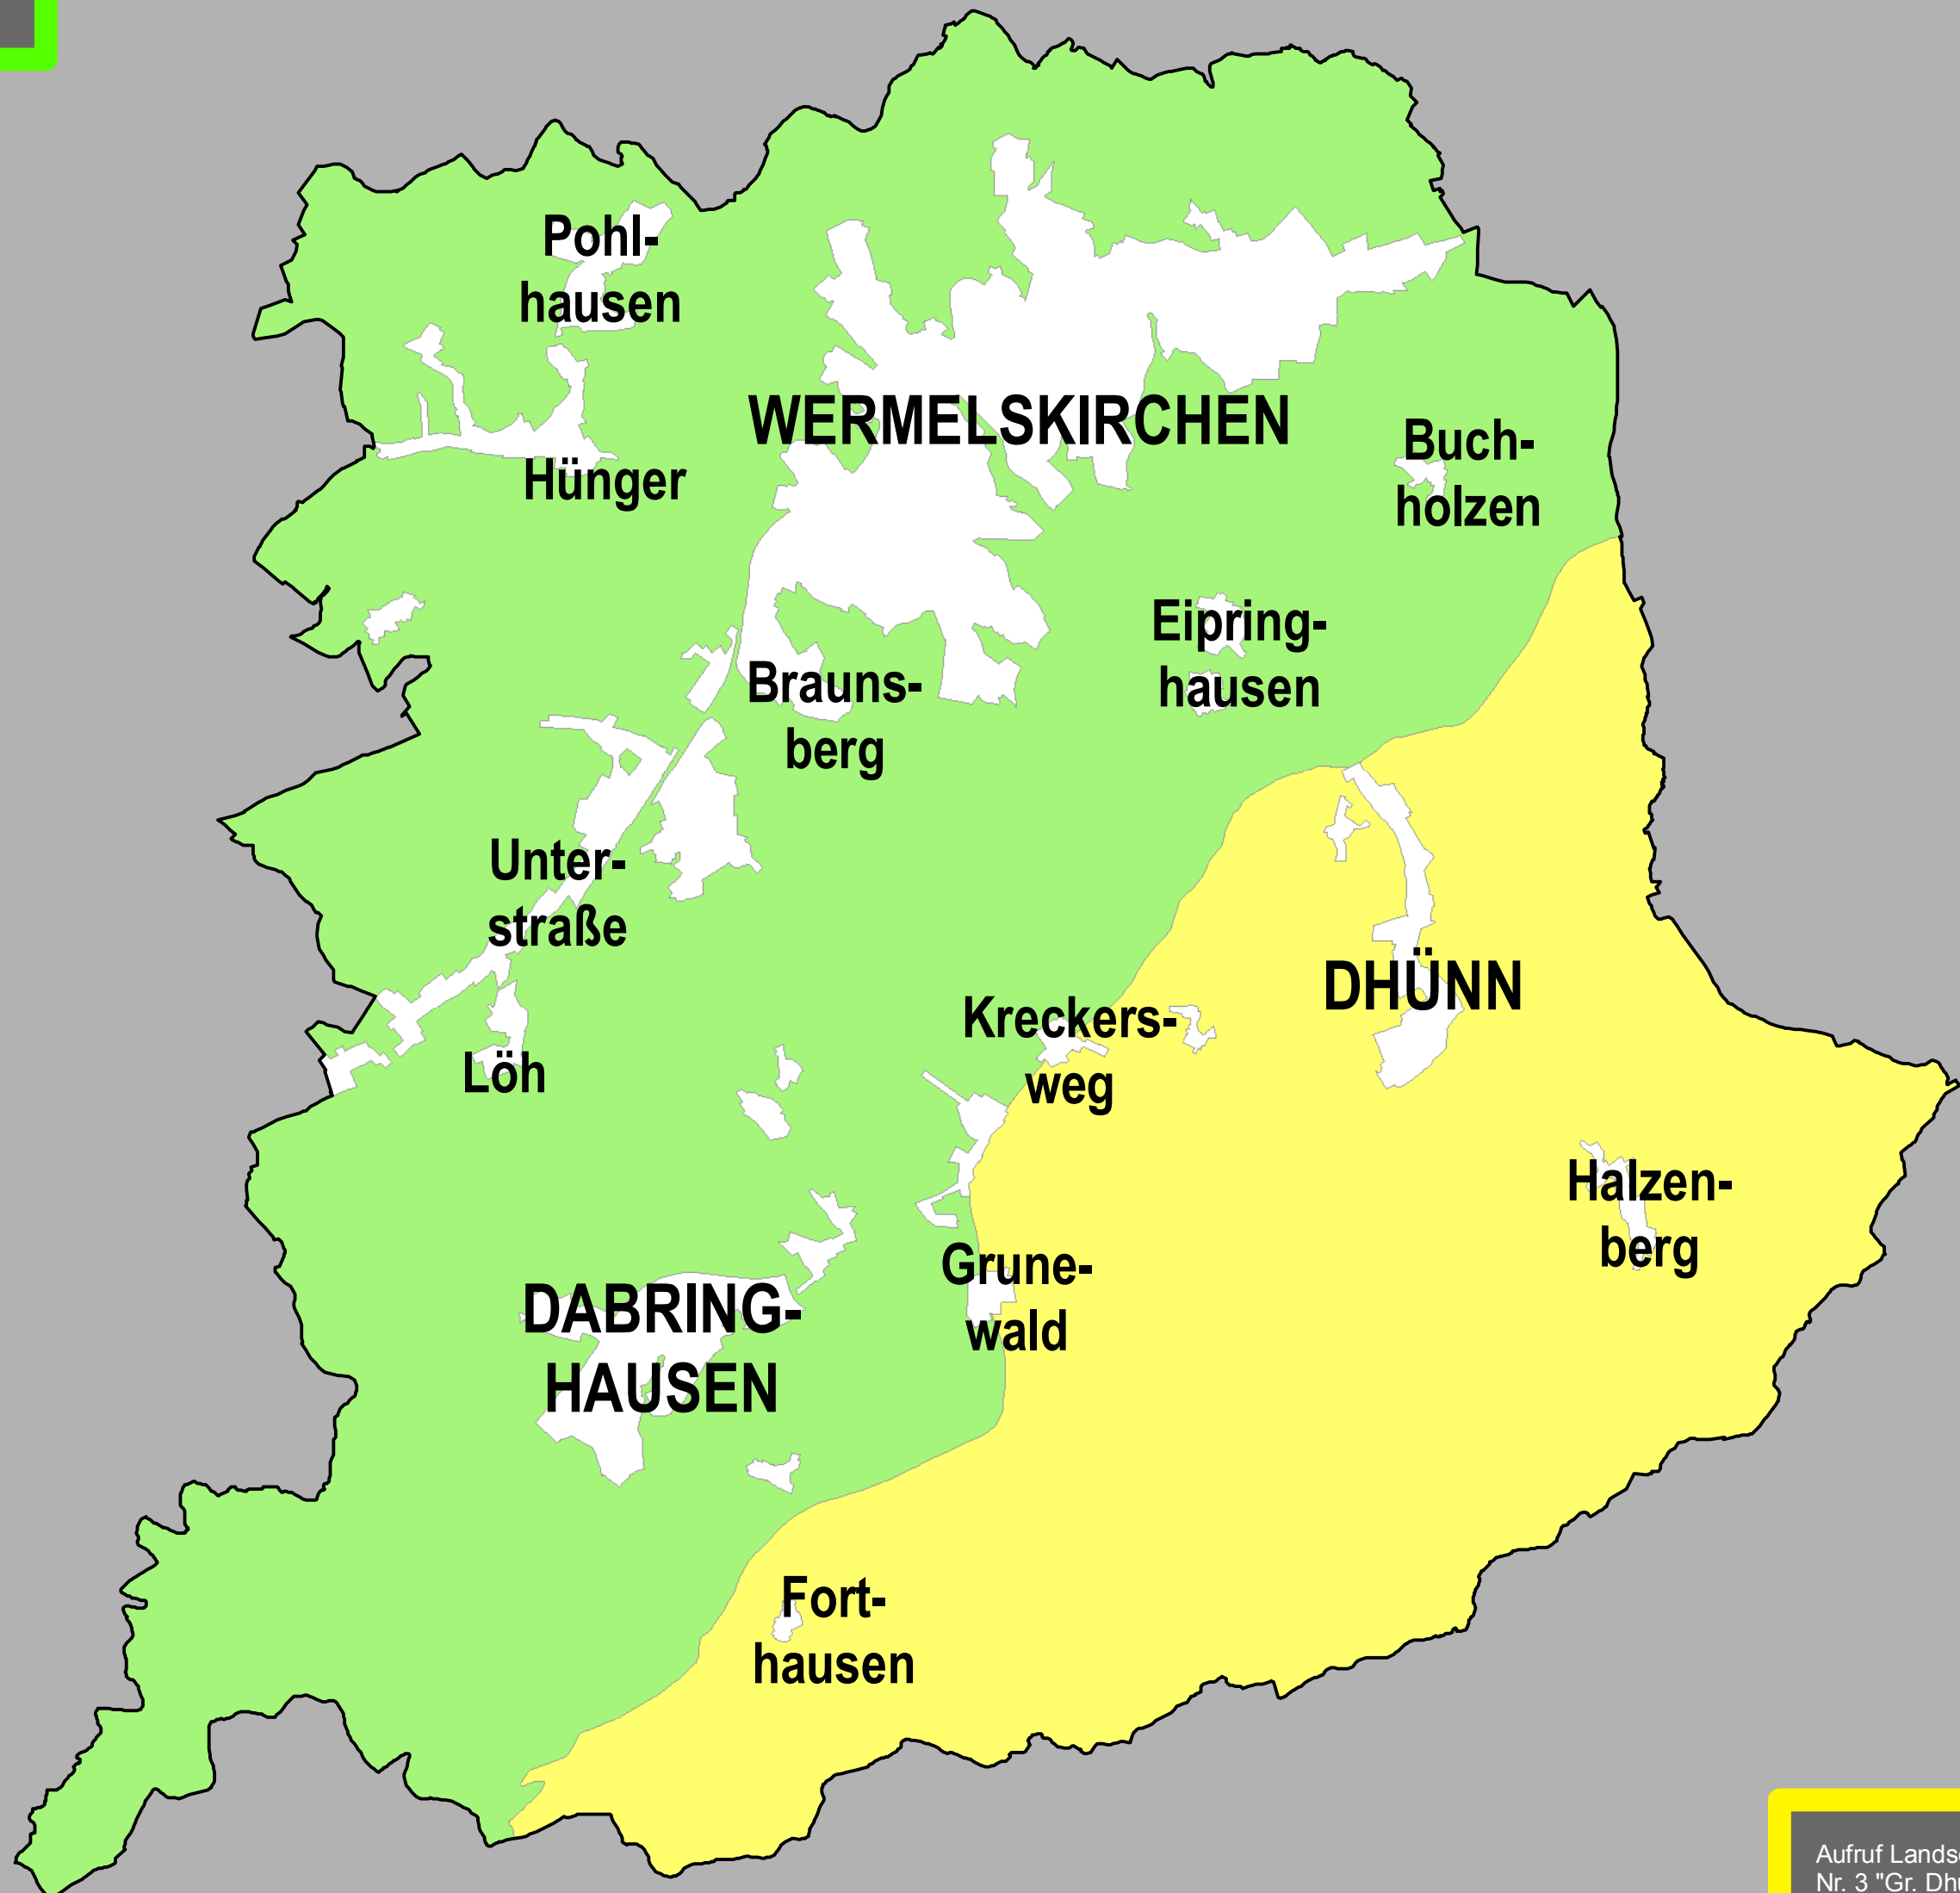 Pohl-
hausen
WERMELSKIRCHEN
Buch-
holzen
Hünger
Eipring-
hausen
Brauns-
berg
Unter-
straße
DHÜNN
Kreckers-
weg
Löh
Halzen-
berg
Grune-
wald
DABRING-
HAUSEN
Fort-
hausen
Aufruf Lands
Nr. 3 "Gr. Dh